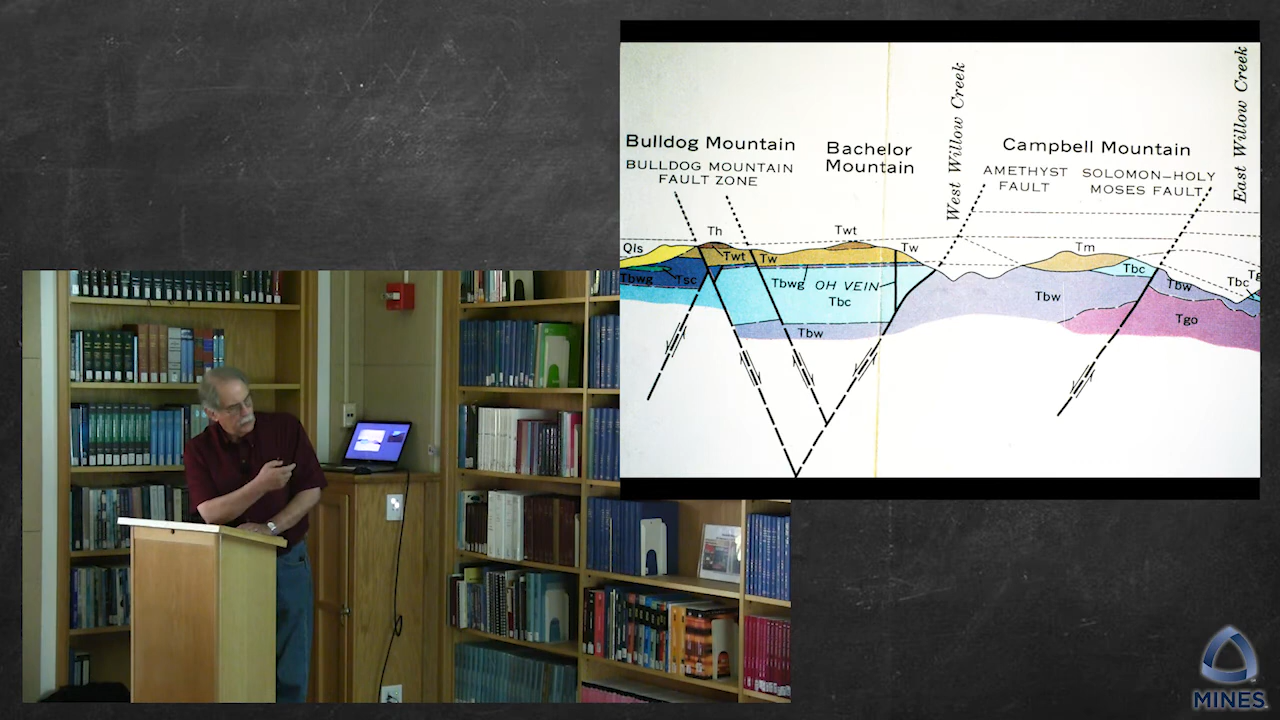 Bulldog Mountain
BULLDOG MOUNTAIN
FAULT ZONE
Bachelor
Mountain
West Willow Creek
Campbell Mountain
AMETHYST
FAULT
SOLOMON–HOLY
MOSES FAULT
East Willow Creek
Th
Twt
Qls
Twt
Tw
Tw
Tm
Tbwg
Tsc
Tbwg
OH VEIN
Tbc
Tbc
Tbw
Tbw
Tbw
Tbc
Tgo
MINES